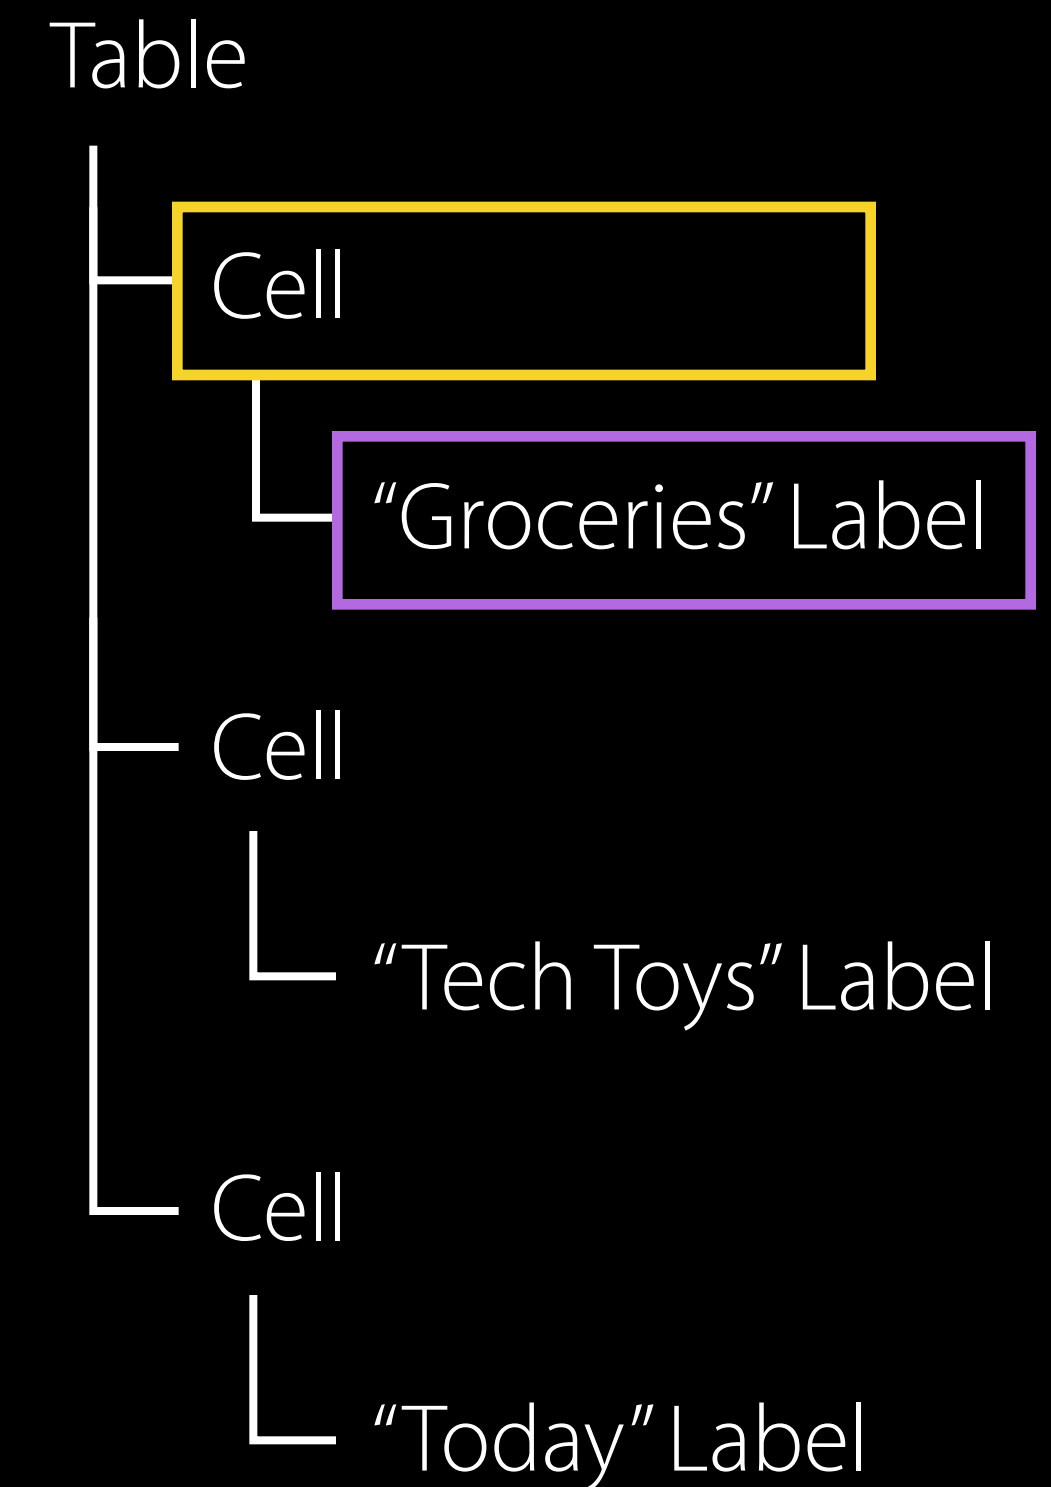 Table
Cell
“Groceries” Label
Cell
“Tech Toys” Label
Cell
“Today” Label